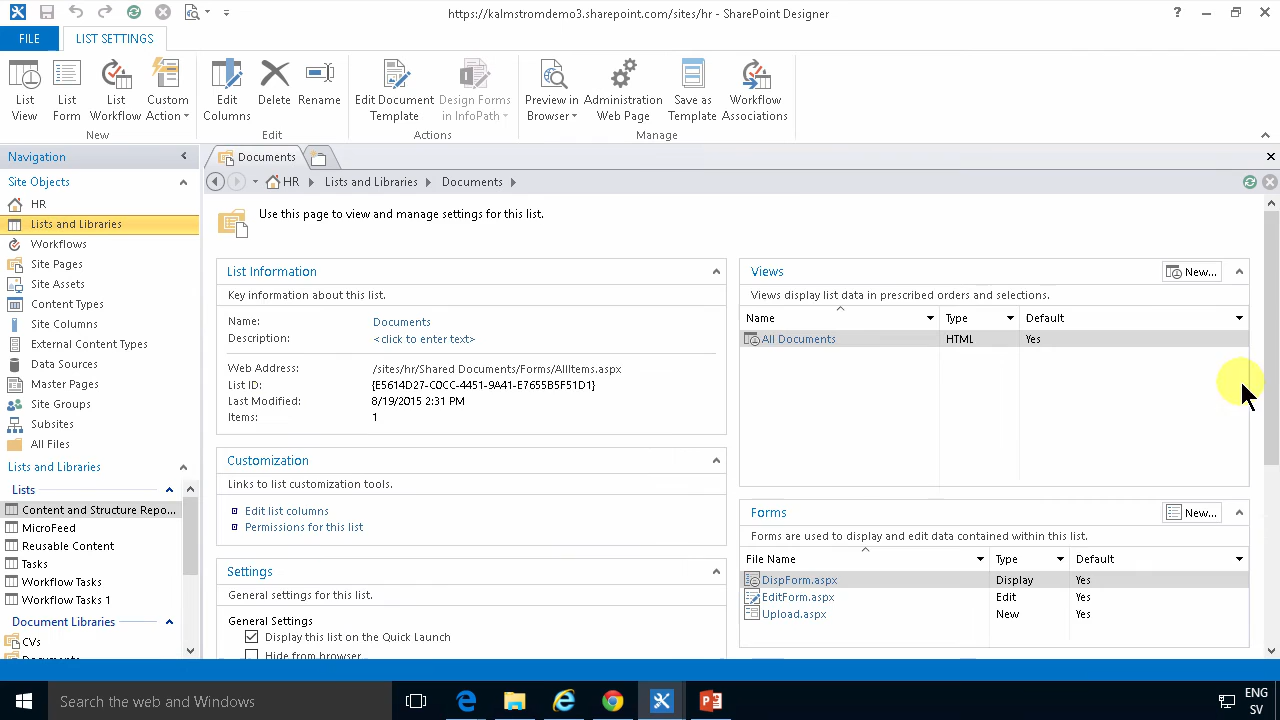 https://kalmstromdemo3.sharepoint.com/sites/hr - SharePoint Designer
FILE
LIST SETTINGS
List View
List Form
List Workflow
Custom Action
New
Edit Columns
Delete
Rename
Edit
Edit Document Template
Design Forms in InfoPath
Actions
Preview in Browser
Administration Web Page
Save as Template
Workflow Associations
Manage
Navigation
Site Objects
HR
Lists and Libraries
Workflows
Site Pages
Site Assets
Content Types
Site Columns
External Content Types
Data Sources
Master Pages
Site Groups
Subsites
All Files
Lists and Libraries
Lists
Content and Structure Repo...
MicroFeed
Reusable Content
Tasks
Workflow Tasks
Workflow Tasks 1
Document Libraries
CVs
Documents
Documents
HR
Lists and Libraries
Documents
Use this page to view and manage settings for this list.
List Information
Key information about this list.
Name: Documents
Description: <click to enter text>
Web Address: /sites/hr/Shared Documents/Forms/AllItems.aspx
List ID: {E5614D27-C0CC-4451-9A41-E7655B5F51D1}
Last Modified: 8/19/2015 2:31 PM
Items: 1
Customization
Links to list customization tools.
Edit list columns
Permissions for this list
Settings
General settings for this list.
General Settings
Display this list on the Quick Launch
Hide from browser
Views
New...
Views display list data in prescribed orders and selections.
Name Type Default
All Documents HTML Yes
Forms
New...
Forms are used to display and edit data contained within this list.
File Name Type Default
DispForm.aspx Display Yes
EditForm.aspx Edit Yes
Upload.aspx New Yes
Search the web and Windows
ENG
SV